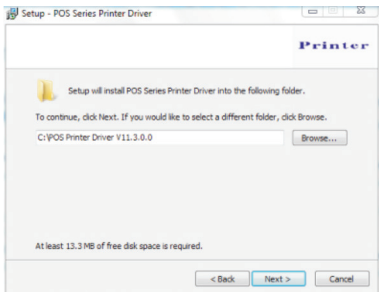 Setup - POS Series Printer Driver
Printer
Setup will install POS Series Printer Driver into the following folder.
To continue, click Next. If you would like to select a different folder, click Browse.
C:\POS Printer Driver V11.3.0.0
Browse...
At least 13.3 MB of free disk space is required.
< Back
Next >
Cancel